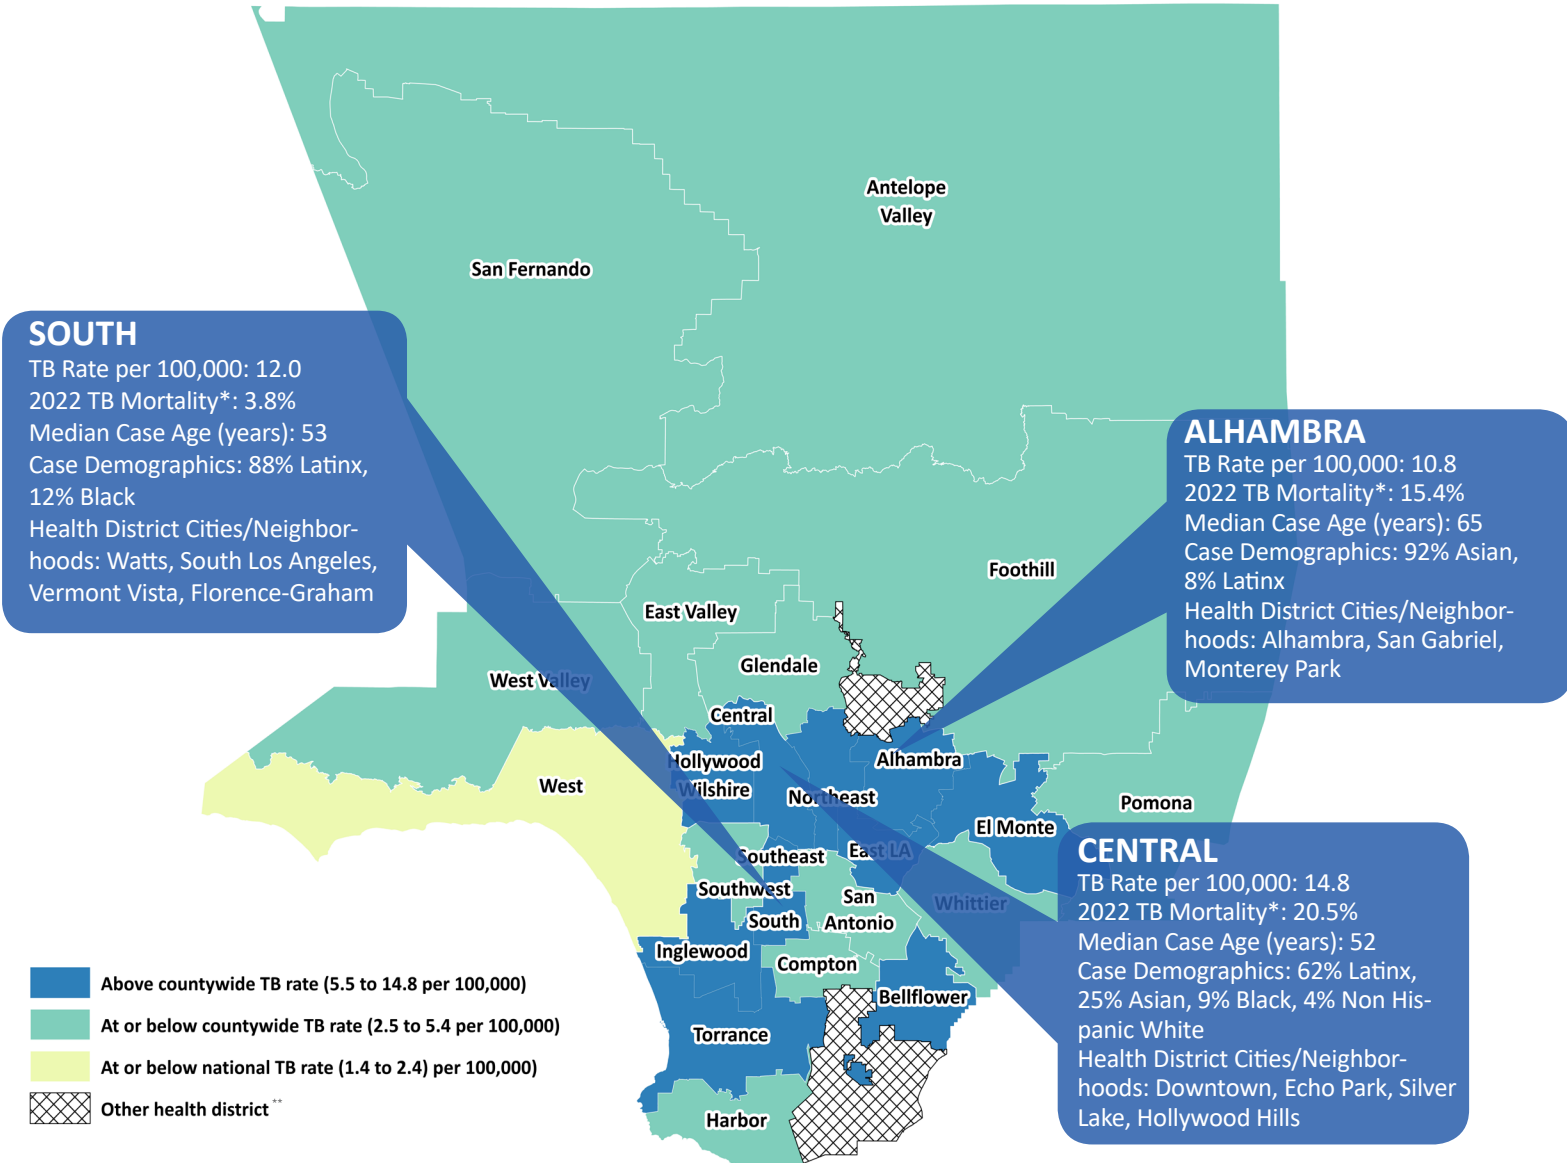 Antelope
Valley
San Fernando
SOUTH
TB Rate per 100,000: 12.0
2022 TB Mortality*: 3.8%
Median Case Age (years): 53
Case Demographics: 88% Latinx,
12% Black
Health District Cities/Neighbor-
hoods: Watts, South Los Angeles,
Vermont Vista, Florence-Graham
ALHAMBRA
TB Rate per 100,000: 10.8
2022 TB Mortality*: 15.4%
Median Case Age (years): 65
Case Demographics: 92% Asian,
8% Latinx
Health District Cities/Neighbor-
hoods: Alhambra, San Gabriel,
Monterey Park
Foothill
East Valley
Glendale
West Valley
Central
Hollywood
Wilshire
Alhambra
West
Northeast
Pomona
El Monte
Southeast
East LA
Southwest
San
Antonio
Whittier
South
Inglewood
Compton
Bellflower
Torrance
Harbor
CENTRAL
TB Rate per 100,000: 14.8
2022 TB Mortality*: 20.5%
Median Case Age (years): 52
Case Demographics: 62% Latinx,
25% Asian, 9% Black, 4% Non His-
panic White
Health District Cities/Neighbor-
hoods: Downtown, Echo Park, Silver
Lake, Hollywood Hills
Above countywide TB rate (5.5 to 14.8 per 100,000)
At or below countywide TB rate (2.5 to 5.4 per 100,000)
At or below national TB rate (1.4 to 2.4) per 100,000)
Other health district **